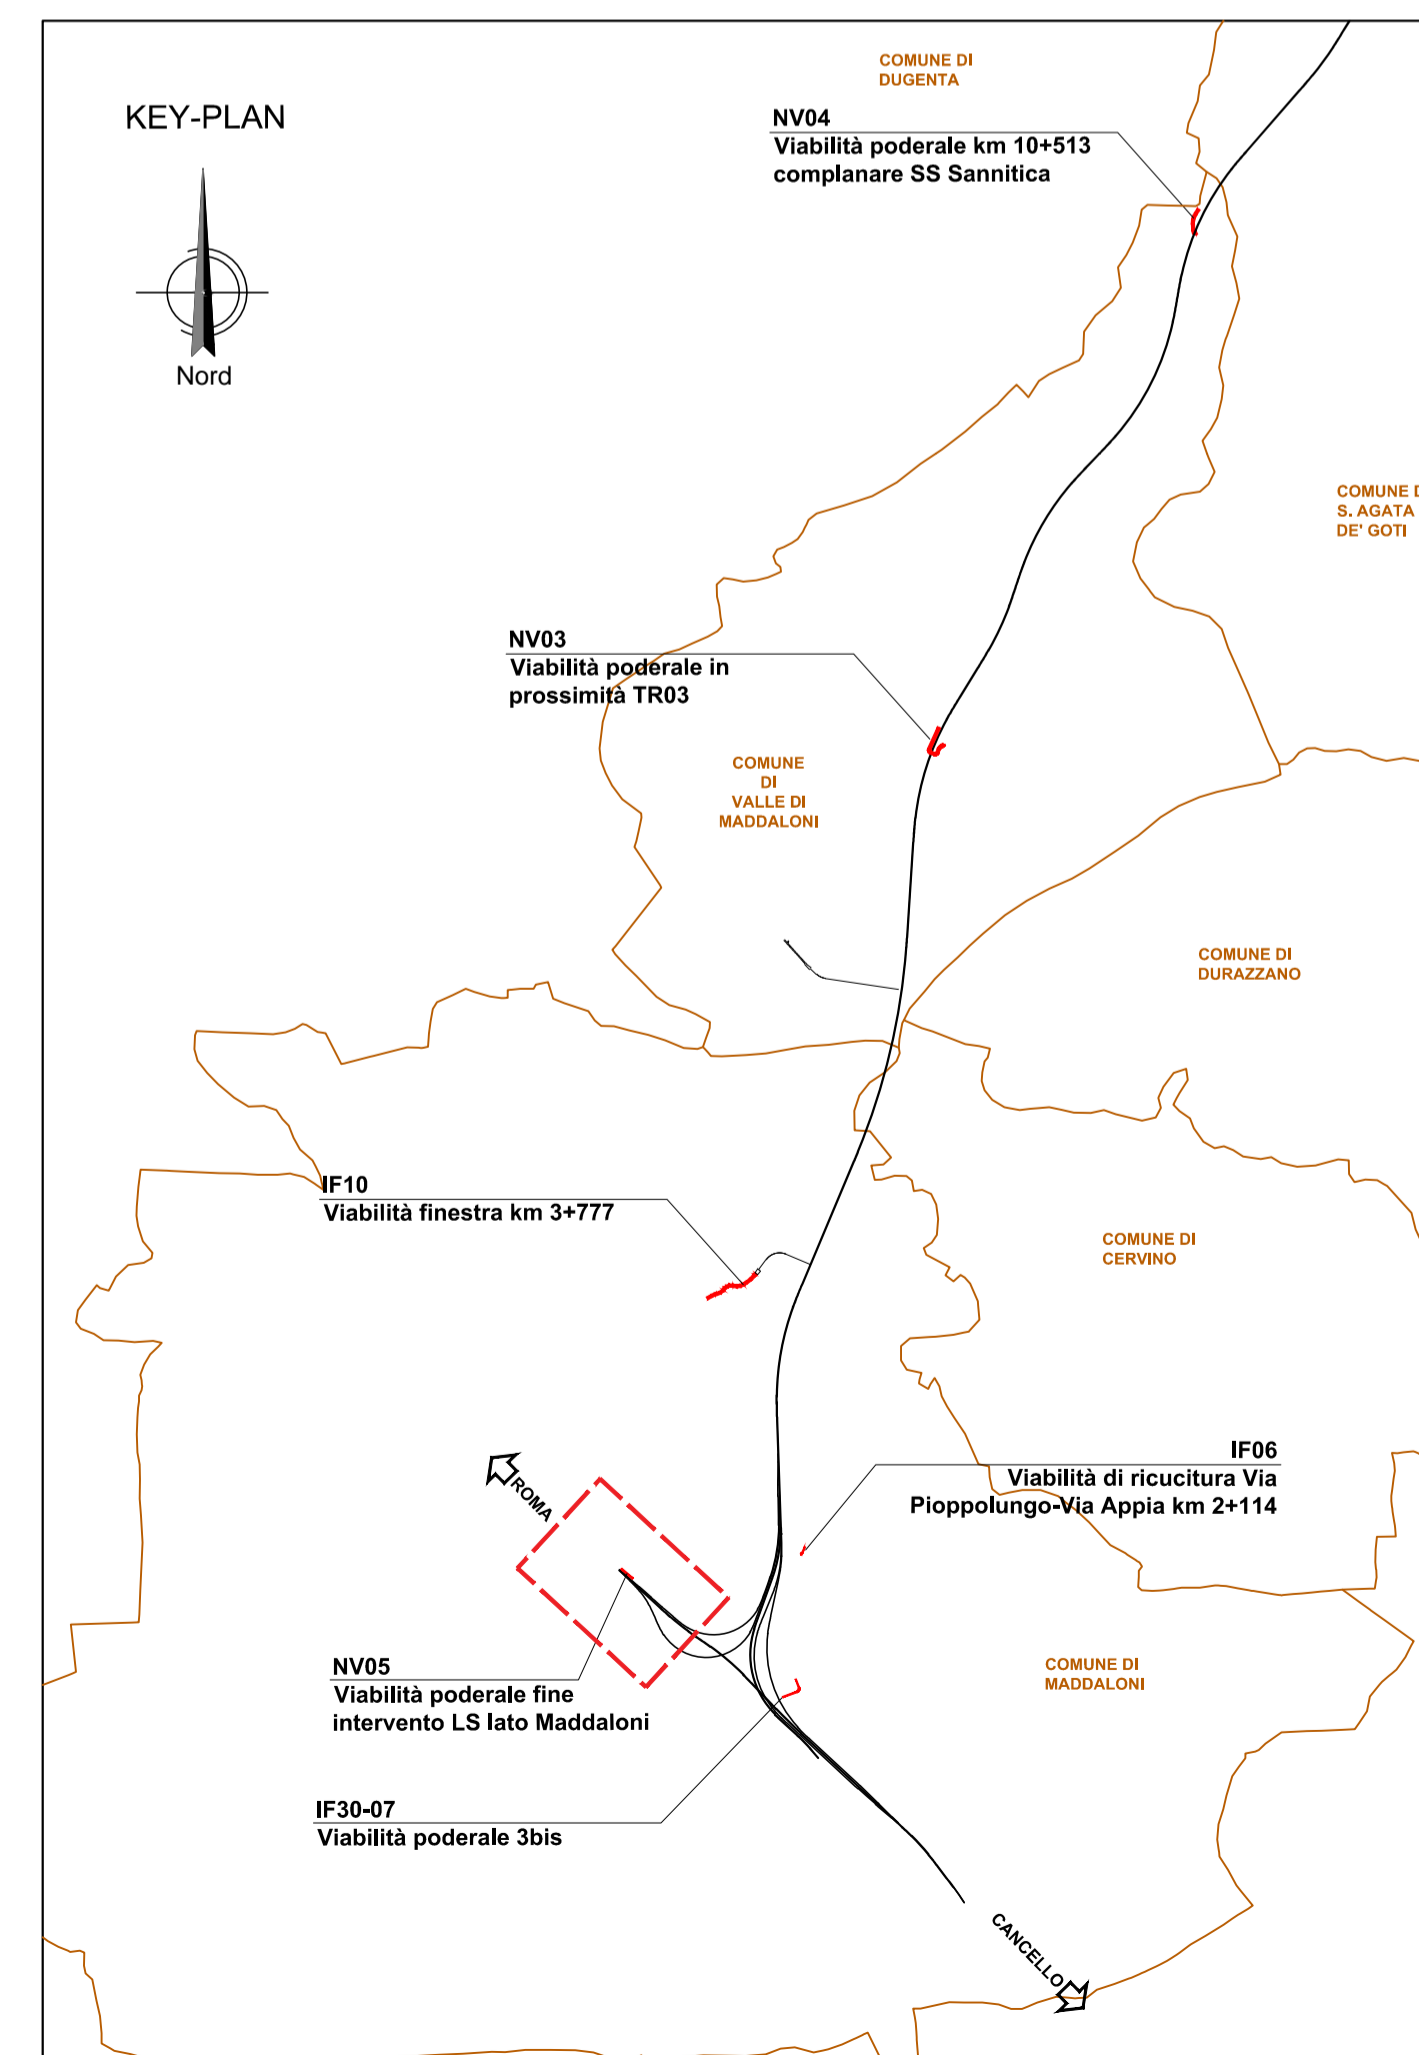 COMUNE DI
DUGENTA
KEY-PLAN
NV04
Viabilità poderale km 10+513
complanare SS Sannitica
Nord
COMUNE D
S. AGATA
DE' GOTI
NV03
Viabilità poderale in
prossimità TR03
COMUNE
DI
VALLE DI
MADDALONI
COMUNE DI
DURAZZANO
IF10
Viabilità finestra km 3+777
COMUNE DI
CERVINO
IF06
Viabilità di ricucitura Via
Pioppolungo-Via Appia km 2+114
ROMA
NV05
Viabilità poderale fine
intervento LS lato Maddaloni
COMUNE DI
MADDALONI
IF30-07
Viabilità poderale 3bis
CANCELLO